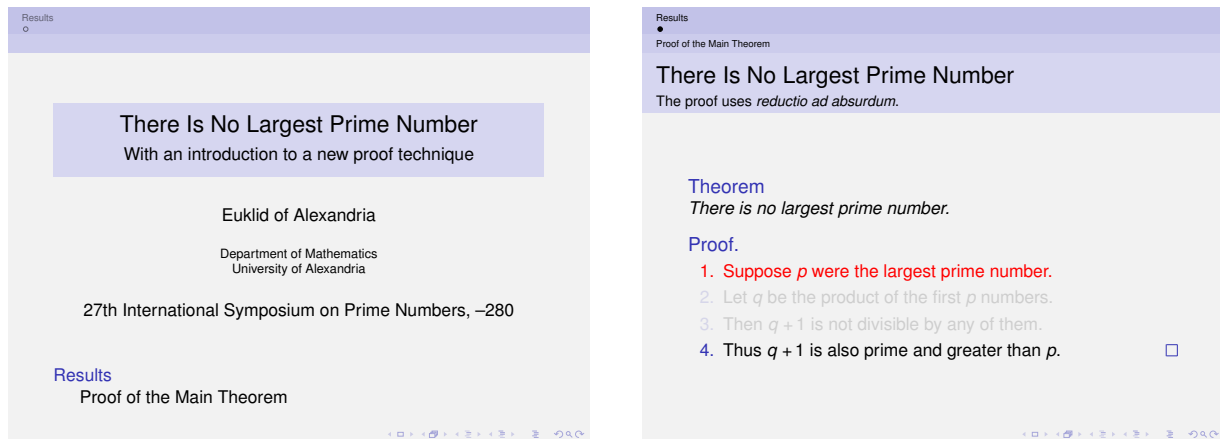 Results
There Is No Largest Prime Number
With an introduction to a new proof technique
Euklid of Alexandria
Department of Mathematics
University of Alexandria
27th International Symposium on Prime Numbers, –280
Results
Proof of the Main Theorem
Results
Proof of the Main Theorem
There Is No Largest Prime Number
The proof uses reductio ad absurdum.
Theorem
There is no largest prime number.
Proof.
1. Suppose p were the largest prime number.
2. Let q be the product of the first p numbers.
3. Then q + 1 is not divisible by any of them.
4. Thus q + 1 is also prime and greater than p.